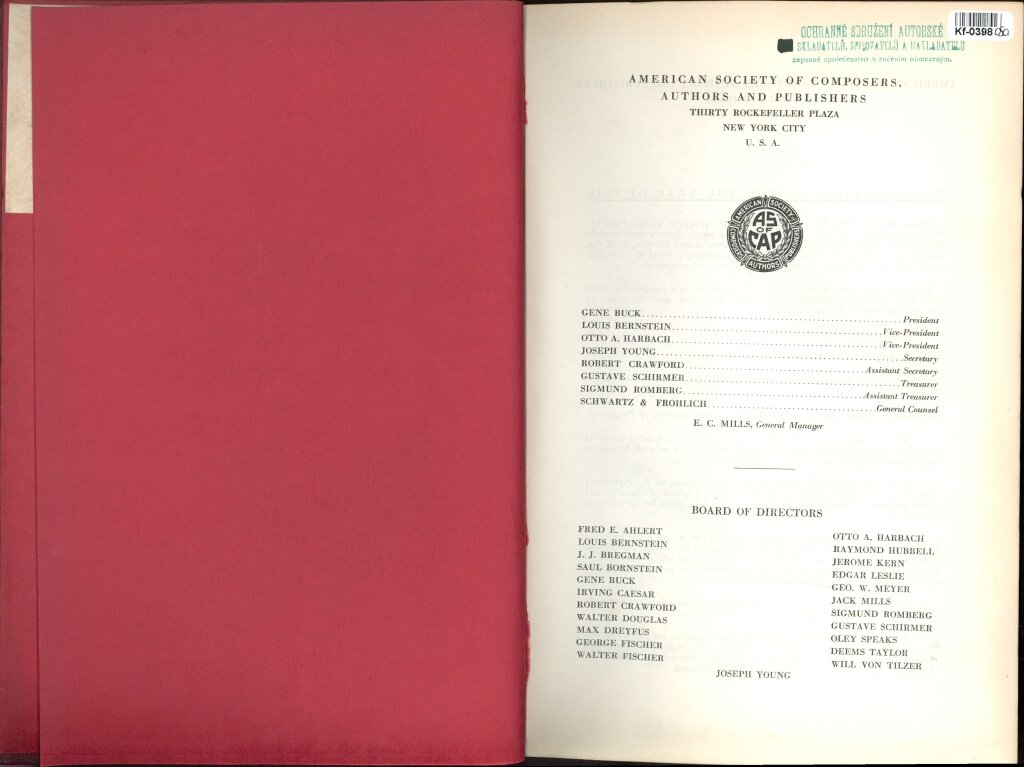 Kf-0398
OCHRANNÉ SDRUŽENÍ AUTORSKÉ
SKLADATELŮ, SPISOVATELŮ A NAKLADATELŮ
zapsané společenstvo s ručením obmezeným.
AMERICAN SOCIETY OF COMPOSERS,
AUTHORS AND PUBLISHERS
THIRTY ROCKEFELLER PLAZA
NEW YORK CITY
U. S. A.
AMERICAN SOCIETY
AS
OF
CAP
COMPOSERS
PUBLISHERS
AUTHORS
GENE BUCK President
LOUIS BERNSTEIN Vice-President
OTTO A. HARBACH Vice-President
JOSEPH YOUNG Secretary
ROBERT CRAWFORD Assistant Secretary
GUSTAVE SCHIRMER Treasurer
SIGMUND ROMBERG Assistant Treasurer
SCHWARTZ & FROHLICH General Counsel
E. C. MILLS, General Manager
BOARD OF DIRECTORS
FRED E. AHLERT
LOUIS BERNSTEIN
J. J. BREGMAN
SAUL BORNSTEIN
GENE BUCK
IRVING CAESAR
ROBERT CRAWFORD
WALTER DOUGLAS
MAX DREYFUS
GEORGE FISCHER
WALTER FISCHER
OTTO A. HARBACH
RAYMOND HUBBELL
JEROME KERN
EDGAR LESLIE
GEO. W. MEYER
JACK MILLS
SIGMUND ROMBERG
GUSTAVE SCHIRMER
OLEY SPEAKS
DEEMS TAYLOR
WILL VON TILZER
JOSEPH YOUNG